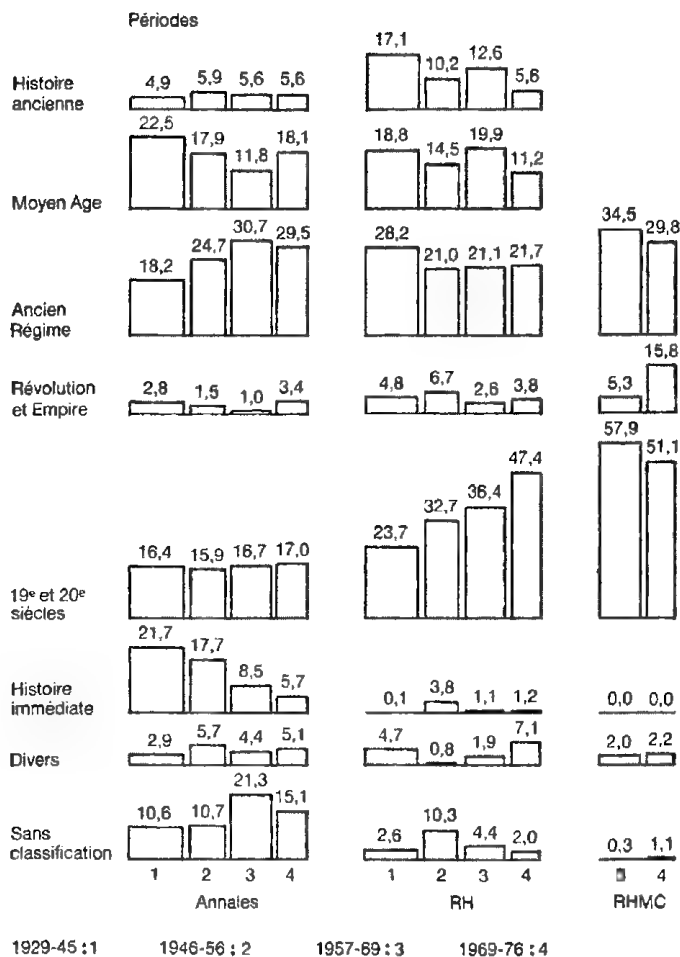 Périodes
17,1 10,2 12,6 5,6
4,9 5,9 5,6 5,6
Histoire
ancienne
22,5 17,9 11,8 18,1
18,8 14,5 19,9 11,2
Moyen Age
18,2 24,7 30,7 29,5
28,2 21,0 21,1 21,7
34,5 29,8
Ancien
Régime
2,8 1,5 1,0 3,4
4,8 6,7 2,6 3,8
5,3 15,8
Révolution
et Empire
16,4 15,9 16,7 17,0
23,7 32,7 36,4 47,4
57,9 51,1
19e et 20e
siècles
21,7 17,7 8,5 5,7
0,1 3,8 1,1 1,2
0,0 0,0
Histoire
immédiate
2,9 5,7 4,4 5,1
4,7 0,8 1,9 7,1
2,0 2,2
Divers
10,6 10,7 21,3 15,1
2,6 10,3 4,4 2,0
0,3 1,1
Sans
classification
1 2 3 4 1 2 3 4 4
Annales RH RHMC
1929-45 : 1 1946-56 : 2 1957-69 : 3 1969-76 : 4